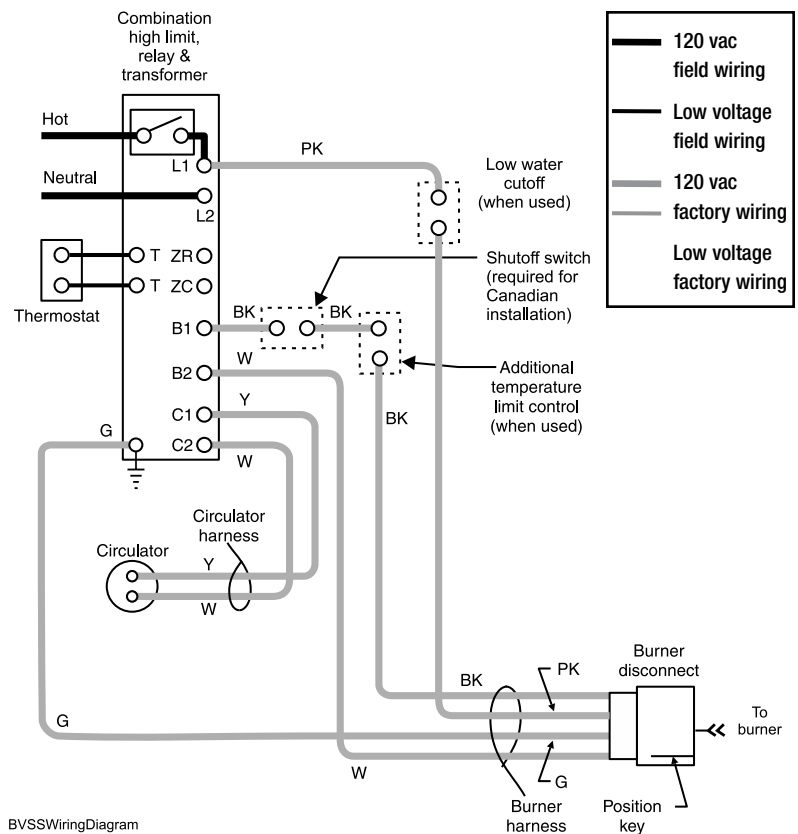 Combination
high limit,
relay &
transformer
120 vac
field wiring
Low voltage
field wiring
120 vac
factory wiring
Low voltage
factory wiring
Hot
L1
PK
Low water
cutoff
(when used)
Neutral
L2
T ZR
T ZC
Thermostat
Shutoff switch
(required for
Canadian
installation)
B1
BK
BK
B2
W
Additional
temperature
limit control
(when used)
C1
Y
BK
G
C2
W
Circulator
harness
Circulator
Y
W
Burner
disconnect
BK
PK
To
burner
G
W
G
Burner
harness
Position
key
BVSSWiringDiagram